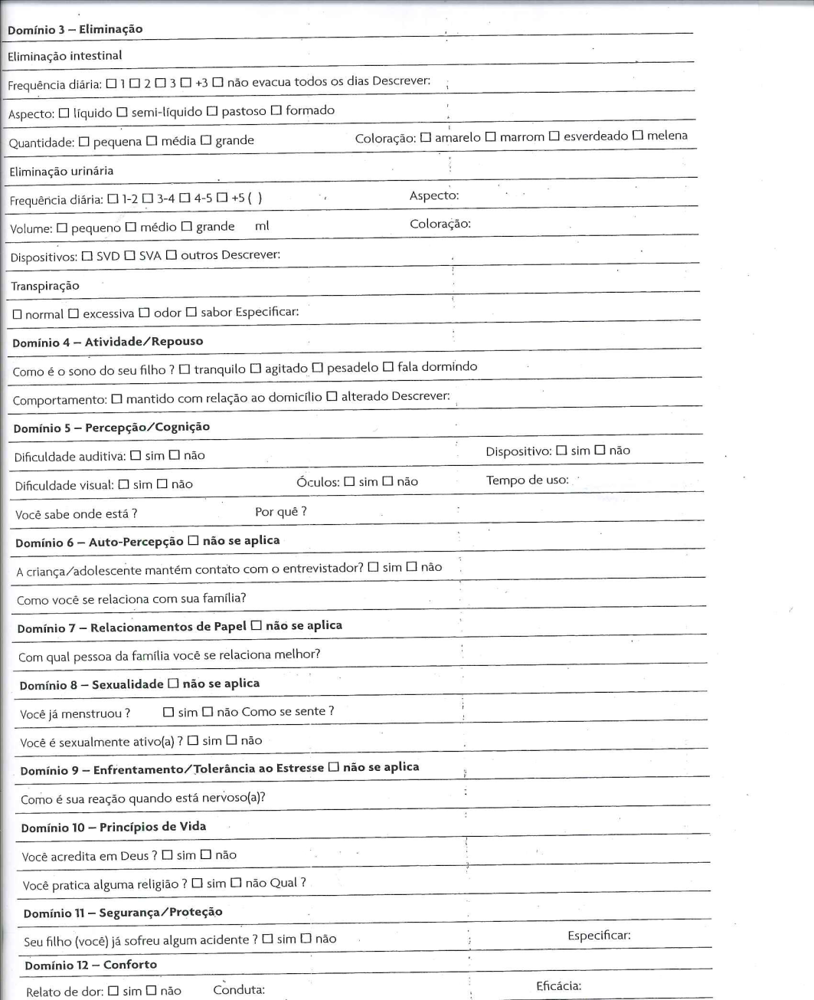 Domínio 3 – Eliminação
Eliminação intestinal
Frequência diária: ☐ 1 ☐ 2 ☐ 3 ☐ +3 ☐ não evacua todos os dias Descrever:
Aspecto: ☐ líquido ☐ semi-líquido ☐ pastoso ☐ formado
Quantidade: ☐ pequena ☐ média ☐ grande Coloração: ☐ amarelo ☐ marrom ☐ esverdeado ☐ melena
Eliminação urinária
Frequência diária: ☐ 1-2 ☐ 3-4 ☐ 4-5 ☐ +5 ( ) Aspecto:
Volume: ☐ pequeno ☐ médio ☐ grande ml Coloração:
Dispositivos: ☐ SVD ☐ SVA ☐ outros Descrever:
Transpiração
☐ normal ☐ excessiva ☐ odor ☐ sabor Especificar:
Domínio 4 – Atividade/Repouso
Como é o sono do seu filho ? ☐ tranquilo ☐ agitado ☐ pesadelo ☐ fala dormindo
Comportamento: ☐ mantido com relação ao domicílio ☐ alterado Descrever:
Domínio 5 – Percepção/Cognição
Dificuldade auditiva: ☐ sim ☐ não Dispositivo: ☐ sim ☐ não
Dificuldade visual: ☐ sim ☐ não Óculos: ☐ sim ☐ não Tempo de uso:
Você sabe onde está ? Por quê ?
Domínio 6 – Auto-Percepção ☐ não se aplica
A criança/adolescente mantém contato com o entrevistador? ☐ sim ☐ não
Como você se relaciona com sua família?
Domínio 7 – Relacionamentos de Papel ☐ não se aplica
Com qual pessoa da família você se relaciona melhor?
Domínio 8 – Sexualidade ☐ não se aplica
Você já menstruou ? ☐ sim ☐ não Como se sente ?
Você é sexualmente ativo(a) ? ☐ sim ☐ não
Domínio 9 – Enfrentamento/Tolerância ao Estresse ☐ não se aplica
Como é sua reação quando está nervoso(a)?
Domínio 10 – Princípios de Vida
Você acredita em Deus ? ☐ sim ☐ não
Você pratica alguma religião ? ☐ sim ☐ não Qual ?
Domínio 11 – Segurança/Proteção
Seu filho (você) já sofreu algum acidente ? ☐ sim ☐ não Especificar:
Domínio 12 – Conforto
Relato de dor: ☐ sim ☐ não Conduta: Eficácia: